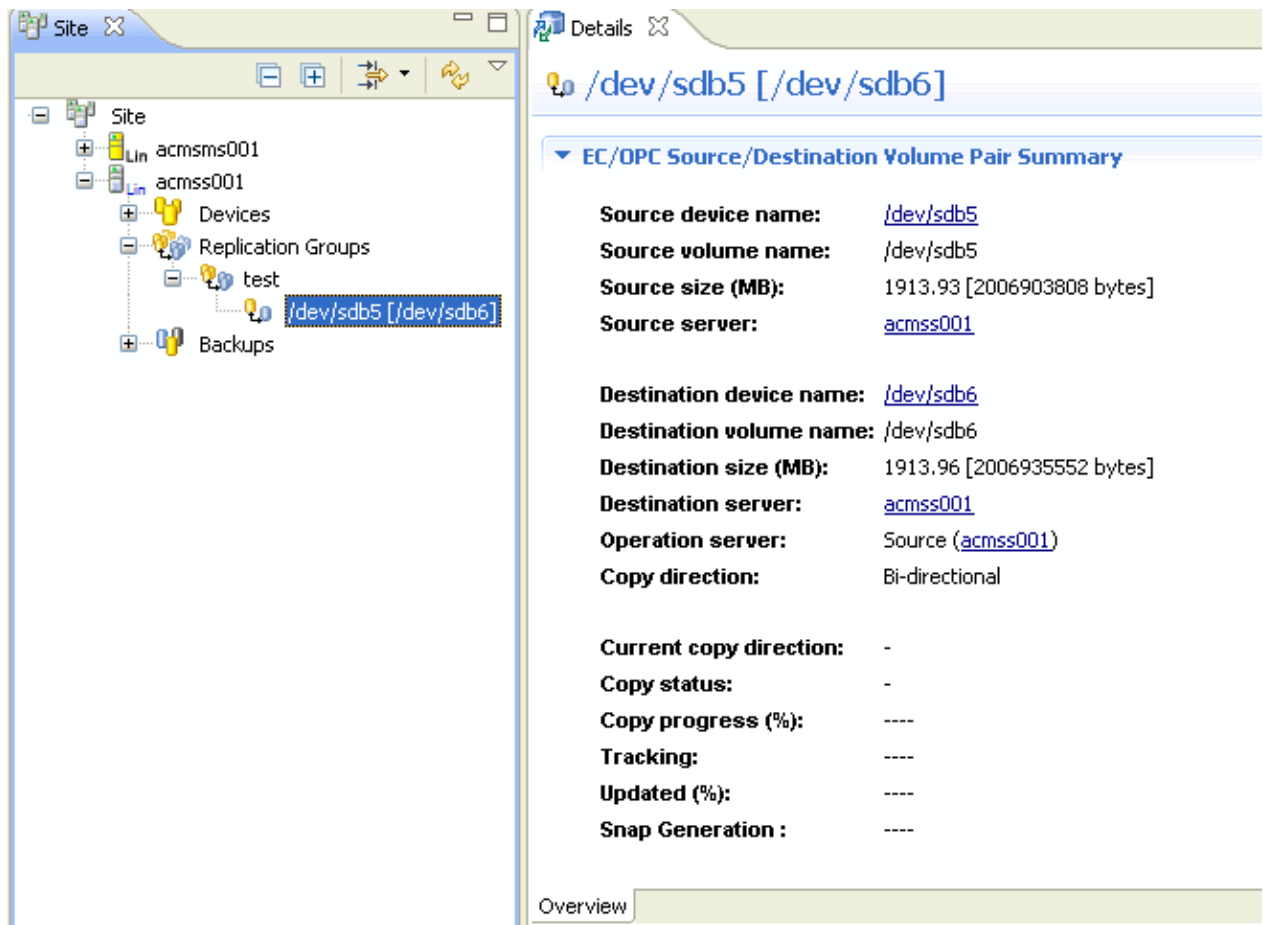 Site
Site
Lin acmsms001
Lin acmss001
Devices
Replication Groups
test
/dev/sdb5 [/dev/sdb6]
Backups
Details
/dev/sdb5 [/dev/sdb6]
EC/OPC Source/Destination Volume Pair Summary
Source device name: /dev/sdb5
Source volume name: /dev/sdb5
Source size (MB): 1913.93 [2006903808 bytes]
Source server: acmss001
Destination device name: /dev/sdb6
Destination volume name: /dev/sdb6
Destination size (MB): 1913.96 [2006935552 bytes]
Destination server: acmss001
Operation server: Source (acmss001)
Copy direction: Bi-directional
Current copy direction: -
Copy status: -
Copy progress (%): ----
Tracking: ----
Updated (%): ----
Snap Generation : ----
Overview